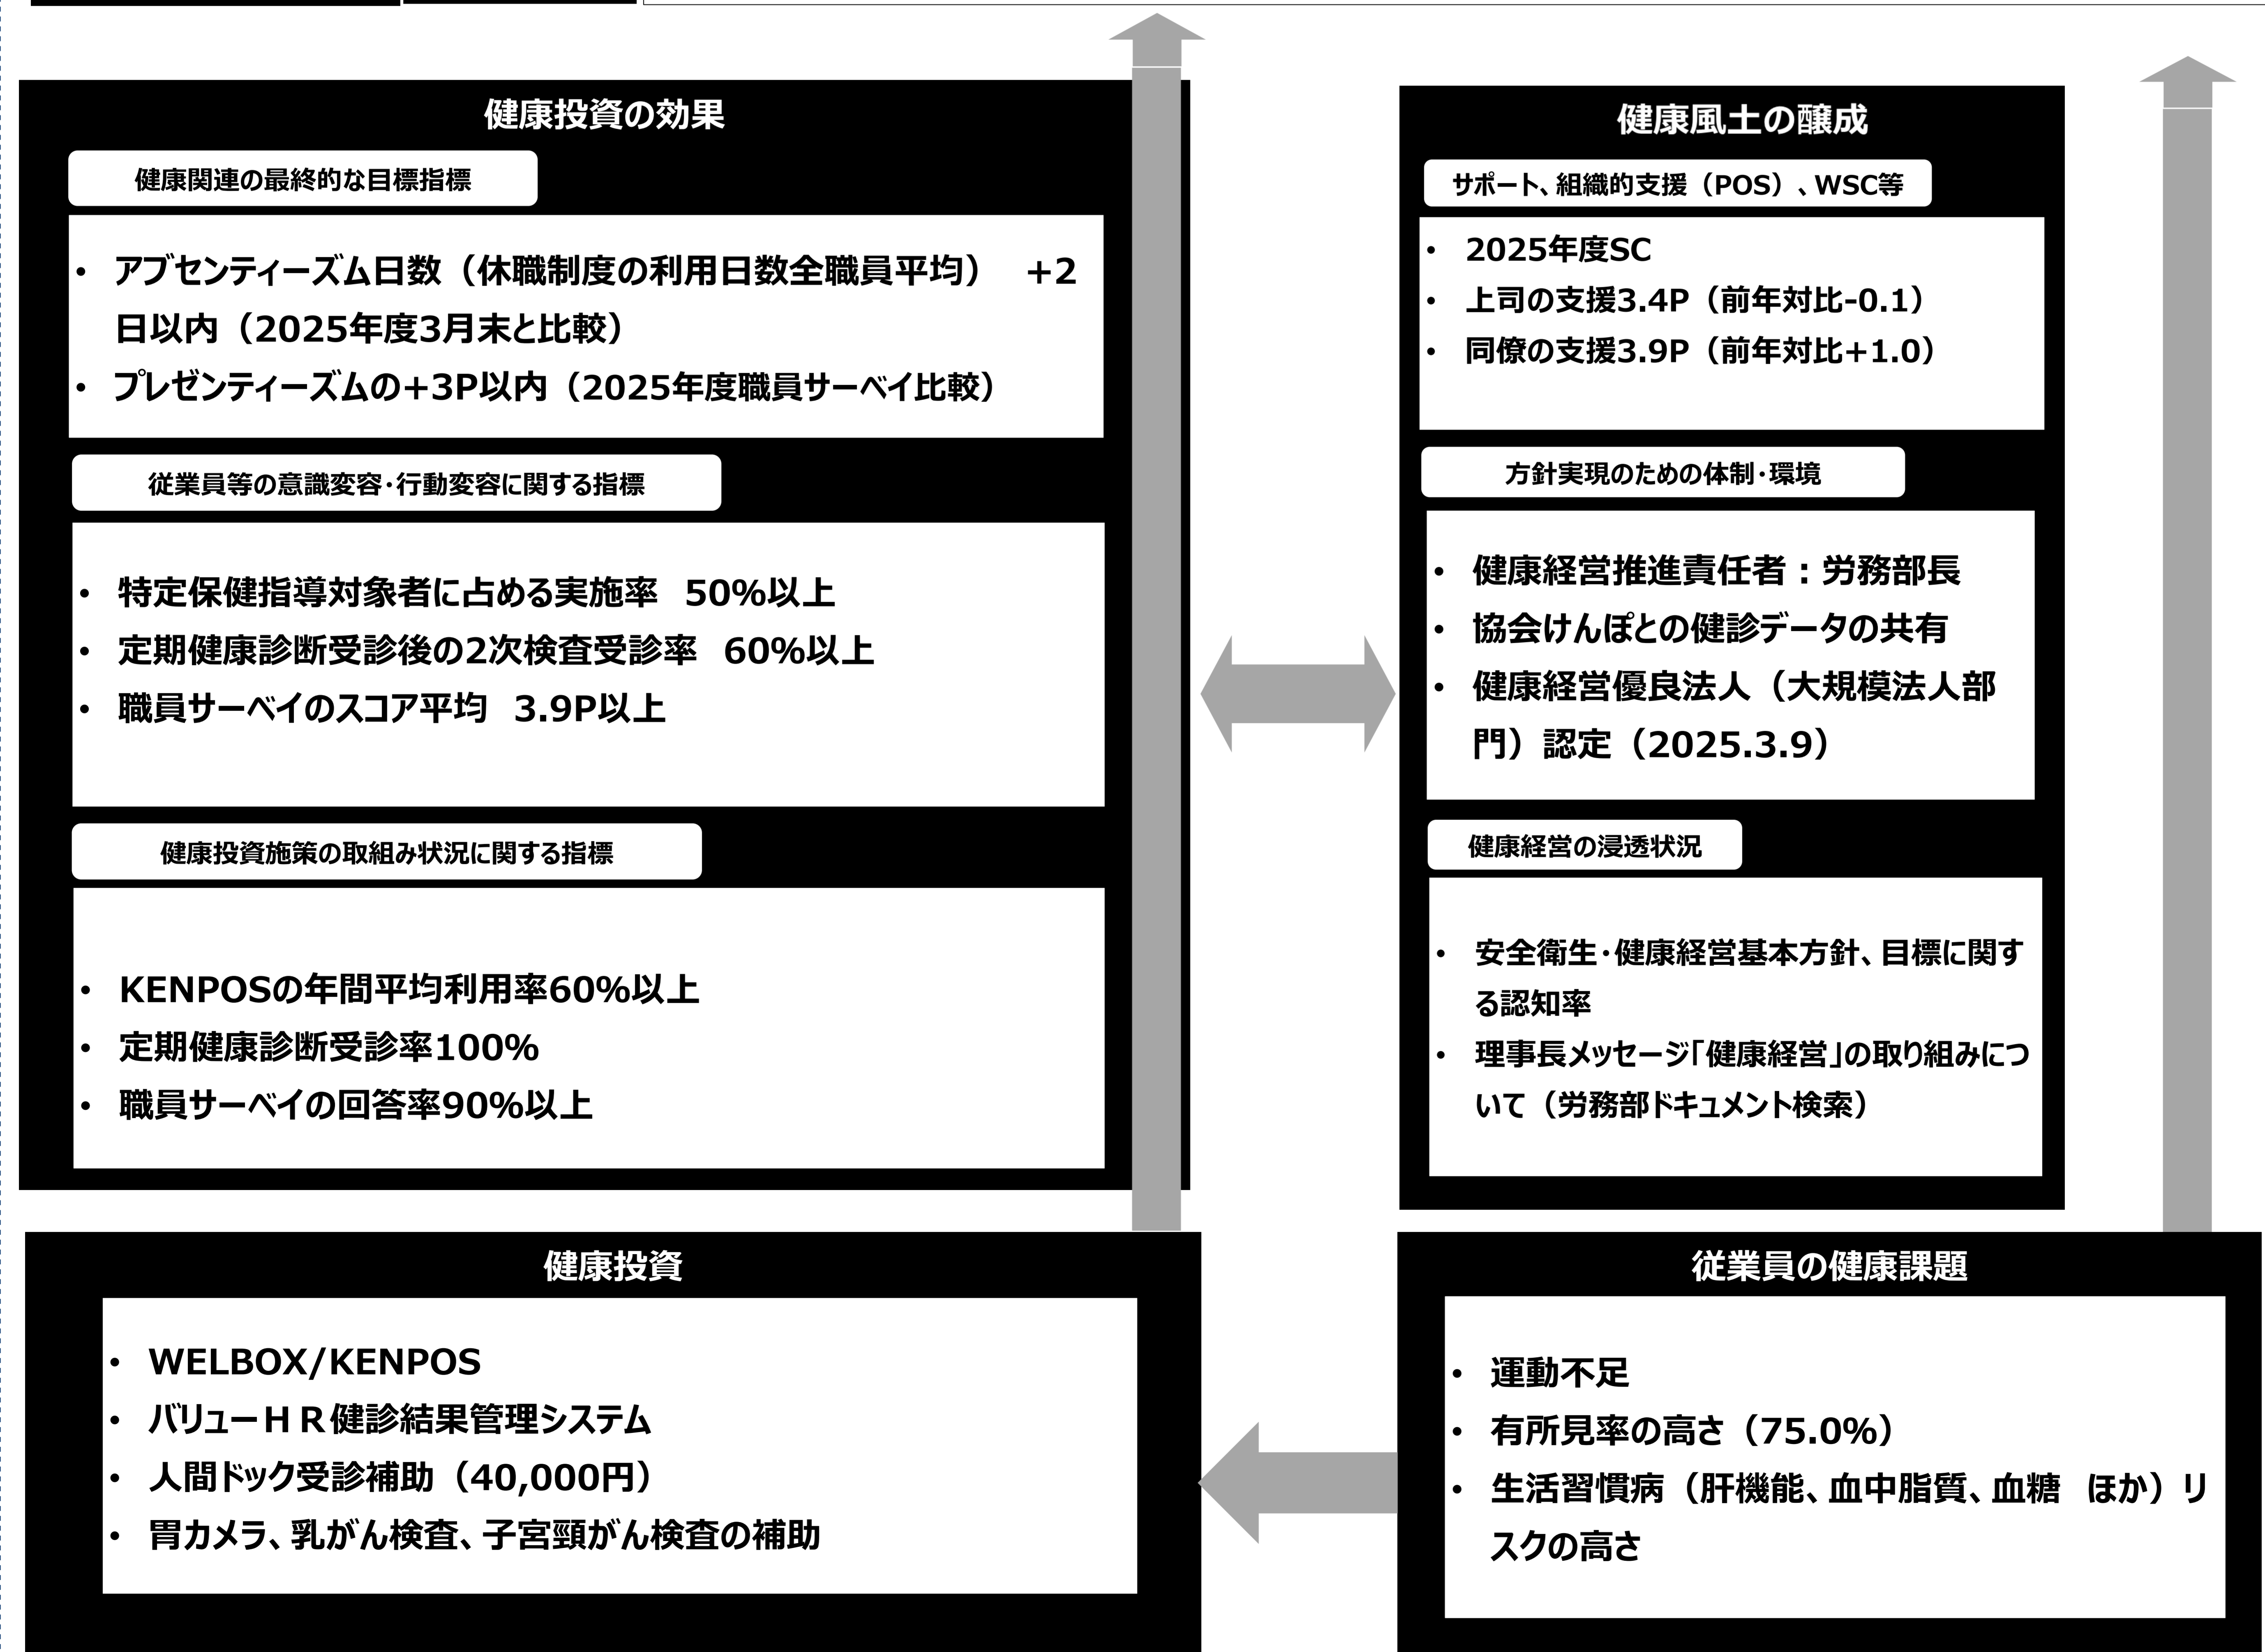 健康投資の効果
健康関連の最終的な目標指標
• アブセンティーズム日数（休職制度の利用日数全職員平均）　+2
日以内（2025年度3月末と比較）
• プレゼンティーズムの+3P以内（2025年度職員サーベイ比較）
従業員等の意識変容･行動変容に関する指標
• 特定保健指導対象者に占める実施率　50%以上
• 定期健康診断受診後の2次検査受診率　60%以上
• 職員サーベイのスコア平均　3.9P以上
健康投資施策の取組み状況に関する指標
• KENPOSの年間平均利用率60%以上
• 定期健康診断受診率100%
• 職員サーベイの回答率90%以上
健康風土の醸成
サポート、組織的支援（POS）、WSC等
• 2025年度SC
• 上司の支援3.4P（前年対比-0.1）
• 同僚の支援3.9P（前年対比+1.0）
方針実現のための体制･環境
• 健康経営推進責任者：労務部長
• 協会けんぽとの健診データの共有
• 健康経営優良法人（大規模法人部
門）認定（2025.3.9）
健康経営の浸透状況
• 安全衛生･健康経営基本方針、目標に関す
る認知率
• 理事長メッセージ「健康経営」の取り組みにつ
いて（労務部ドキュメント検索）
健康投資
• WELBOX/KENPOS
• バリューＨＲ健診結果管理システム
• 人間ドック受診補助（40,000円）
• 胃カメラ、乳がん検査、子宮頸がん検査の補助
従業員の健康課題
• 運動不足
• 有所見率の高さ（75.0%）
• 生活習慣病（肝機能、血中脂質、血糖　ほか）リ
スクの高さ